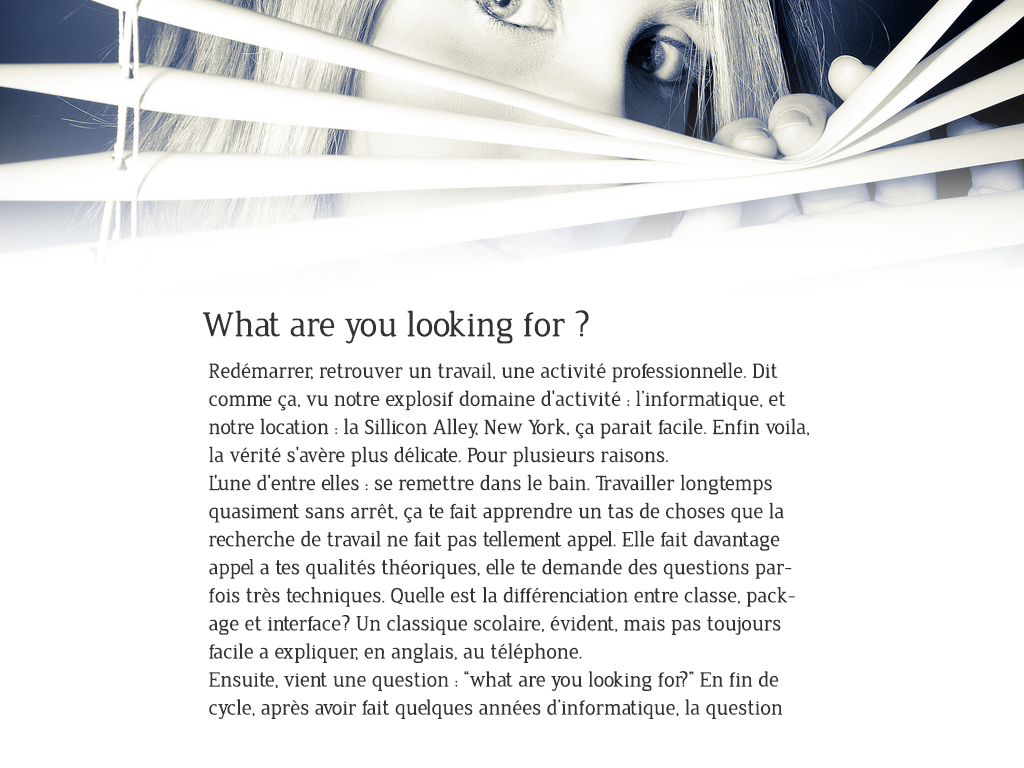 What are you looking for ?
Redémarrer, retrouver un travail, une activité professionnelle. Dit
comme ça, vu notre explosif domaine d'activité : l'informatique, et
notre location : la Sillicon Alley, New York, ça parait facile. Enfin voila,
la vérité s'avère plus délicate. Pour plusieurs raisons.
L'une d'entre elles : se remettre dans le bain. Travailler longtemps
quasiment sans arrêt, ça te fait apprendre un tas de choses que la
recherche de travail ne fait pas tellement appel. Elle fait davantage
appel a tes qualités théoriques, elle te demande des questions par-
fois très techniques. Quelle est la différenciation entre classe, pack-
age et interface? Un classique scolaire, évident, mais pas toujours
facile a expliquer, en anglais, au téléphone.
Ensuite, vient une question : “what are you looking for?” En fin de
cycle, après avoir fait quelques années d'informatique, la question